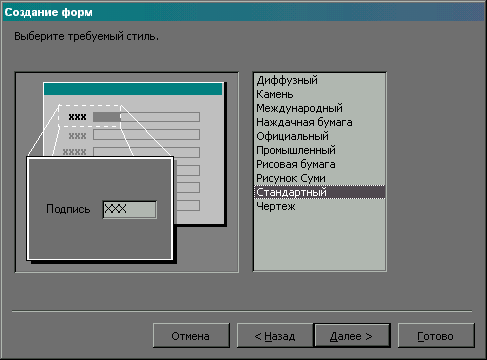 Создание форм
Выберите требуемый стиль.
xxx
xxx
xxxx
Подпись XXX
Диффузный
Камень
Международный
Наждачная бумага
Официальный
Промышленный
Рисовая бумага
Рисунок Суми
Стандартный
Чертеж
Отмена
< Назад
Далее >
Готово